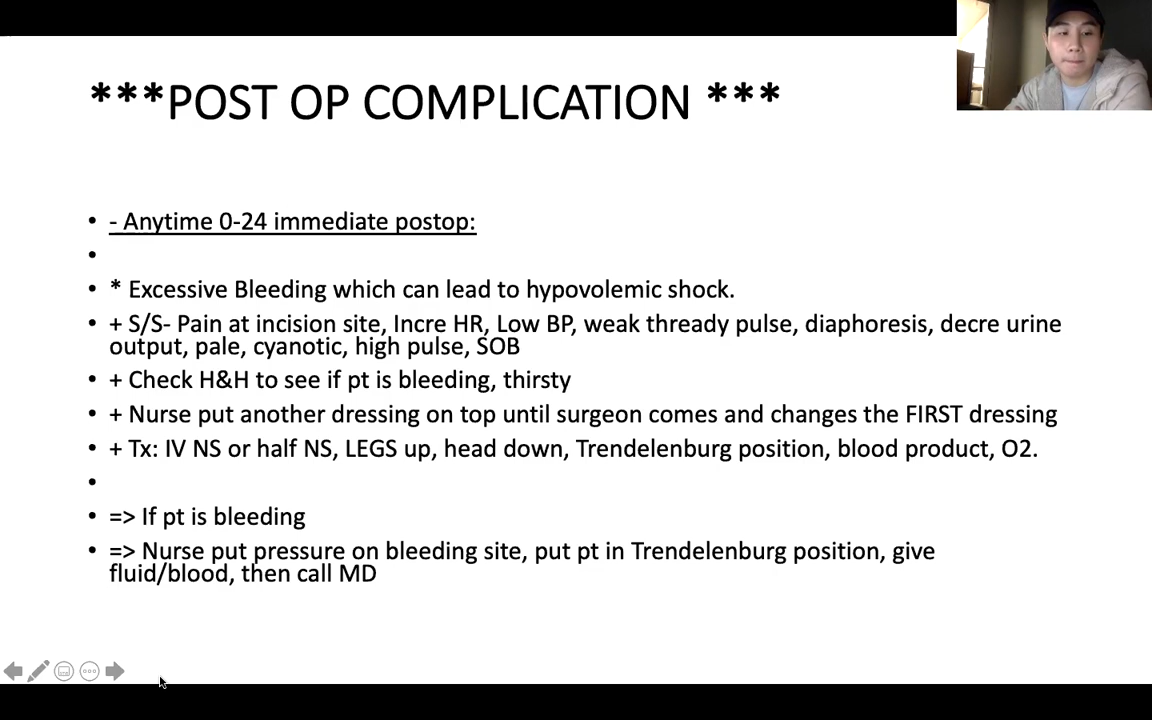 ***POST OP COMPLICATION ***
• - Anytime 0-24 immediate postop:
•
• * Excessive Bleeding which can lead to hypovolemic shock.
• + S/S- Pain at incision site, Incre HR, Low BP, weak thready pulse, diaphoresis, decre urine
output, pale, cyanotic, high pulse, SOB
• + Check H&H to see if pt is bleeding, thirsty
• + Nurse put another dressing on top until surgeon comes and changes the FIRST dressing
• + Tx: IV NS or half NS, LEGS up, head down, Trendelenburg position, blood product, O2.
•
• => If pt is bleeding
• => Nurse put pressure on bleeding site, put pt in Trendelenburg position, give
fluid/blood, then call MD